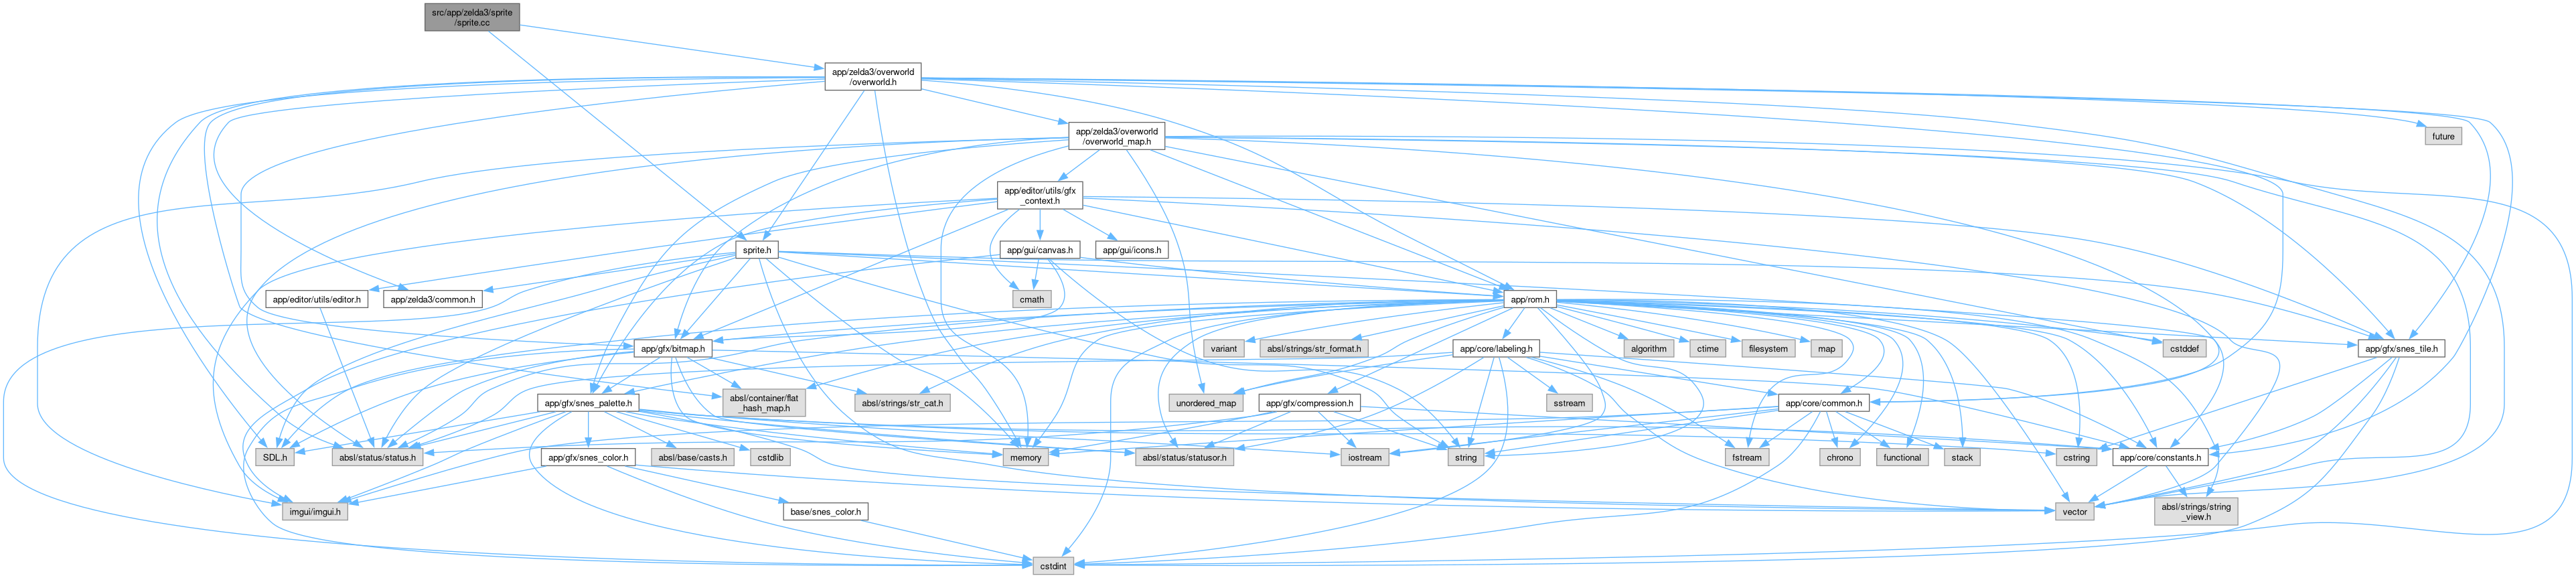 src/app/zelda3/sprite
/sprite.cc
app/zelda3/overworld
/overworld.h
app/zelda3/overworld
/overworld_map.h
future
app/editor/utils/gfx
_context.h
sprite.h
app/gui/canvas.h
app/gui/icons.h
app/editor/utils/editor.h
app/zelda3/common.h
cmath
app/rom.h
app/gfx/bitmap.h
variant
absl/strings/str_format.h
app/core/labeling.h
algorithm
ctime
filesystem
map
cstddef
app/gfx/snes_tile.h
app/gfx/snes_palette.h
absl/container/flat
_hash_map.h
absl/strings/str_cat.h
unordered_map
app/gfx/compression.h
sstream
app/core/common.h
SDL.h
absl/status/status.h
app/gfx/snes_color.h
absl/base/casts.h
cstdlib
memory
absl/status/statusor.h
iostream
string
fstream
chrono
functional
stack
cstring
app/core/constants.h
imgui/imgui.h
base/snes_color.h
vector
absl/strings/string
_view.h
cstdint